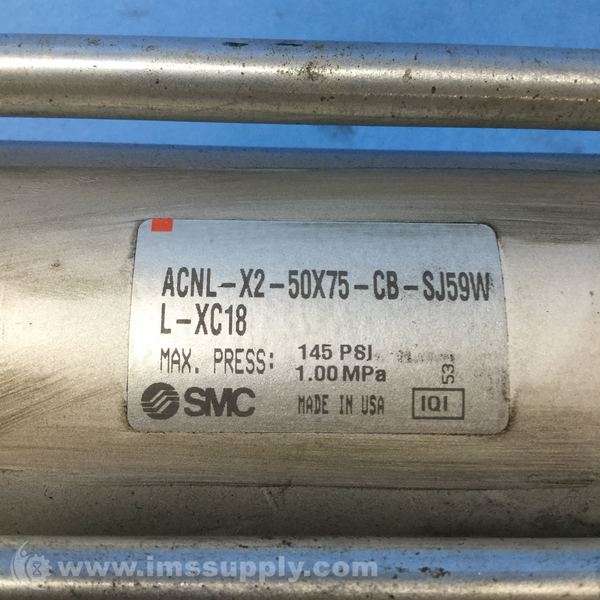 ACNL-X2-50X75-CB-SJ59W
L-XC18
MAX. PRESS: 145 PSI
1.00 MPa
53
SMC MADE IN USA IQI
www.imssupply.com